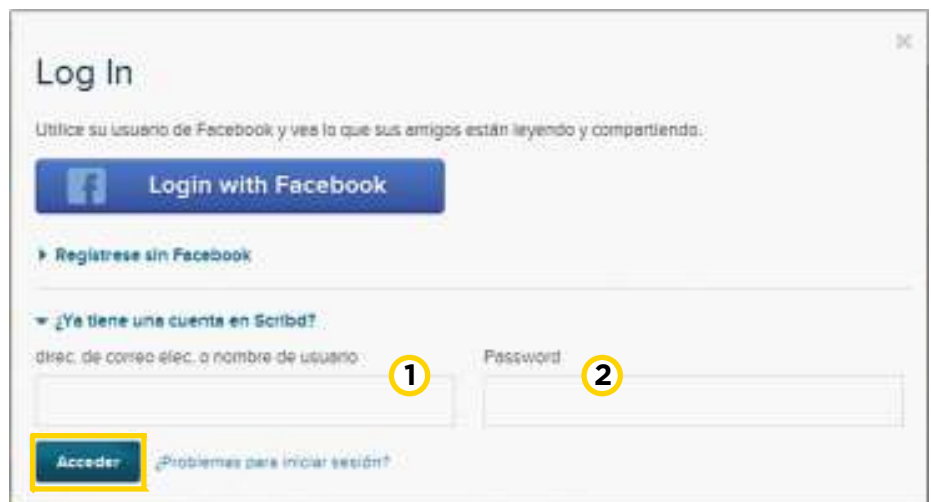 Log In
Utilice su usuario de Facebook y vea lo que sus amigos están leyendo y compartiendo.
f Login with Facebook
Regístrese sin Facebook
¿Ya tiene una cuenta en Scribd?
direc. de correo elec. o nombre de usuario
1
Password
2
Acceder ¿Problemas para iniciar sesión?